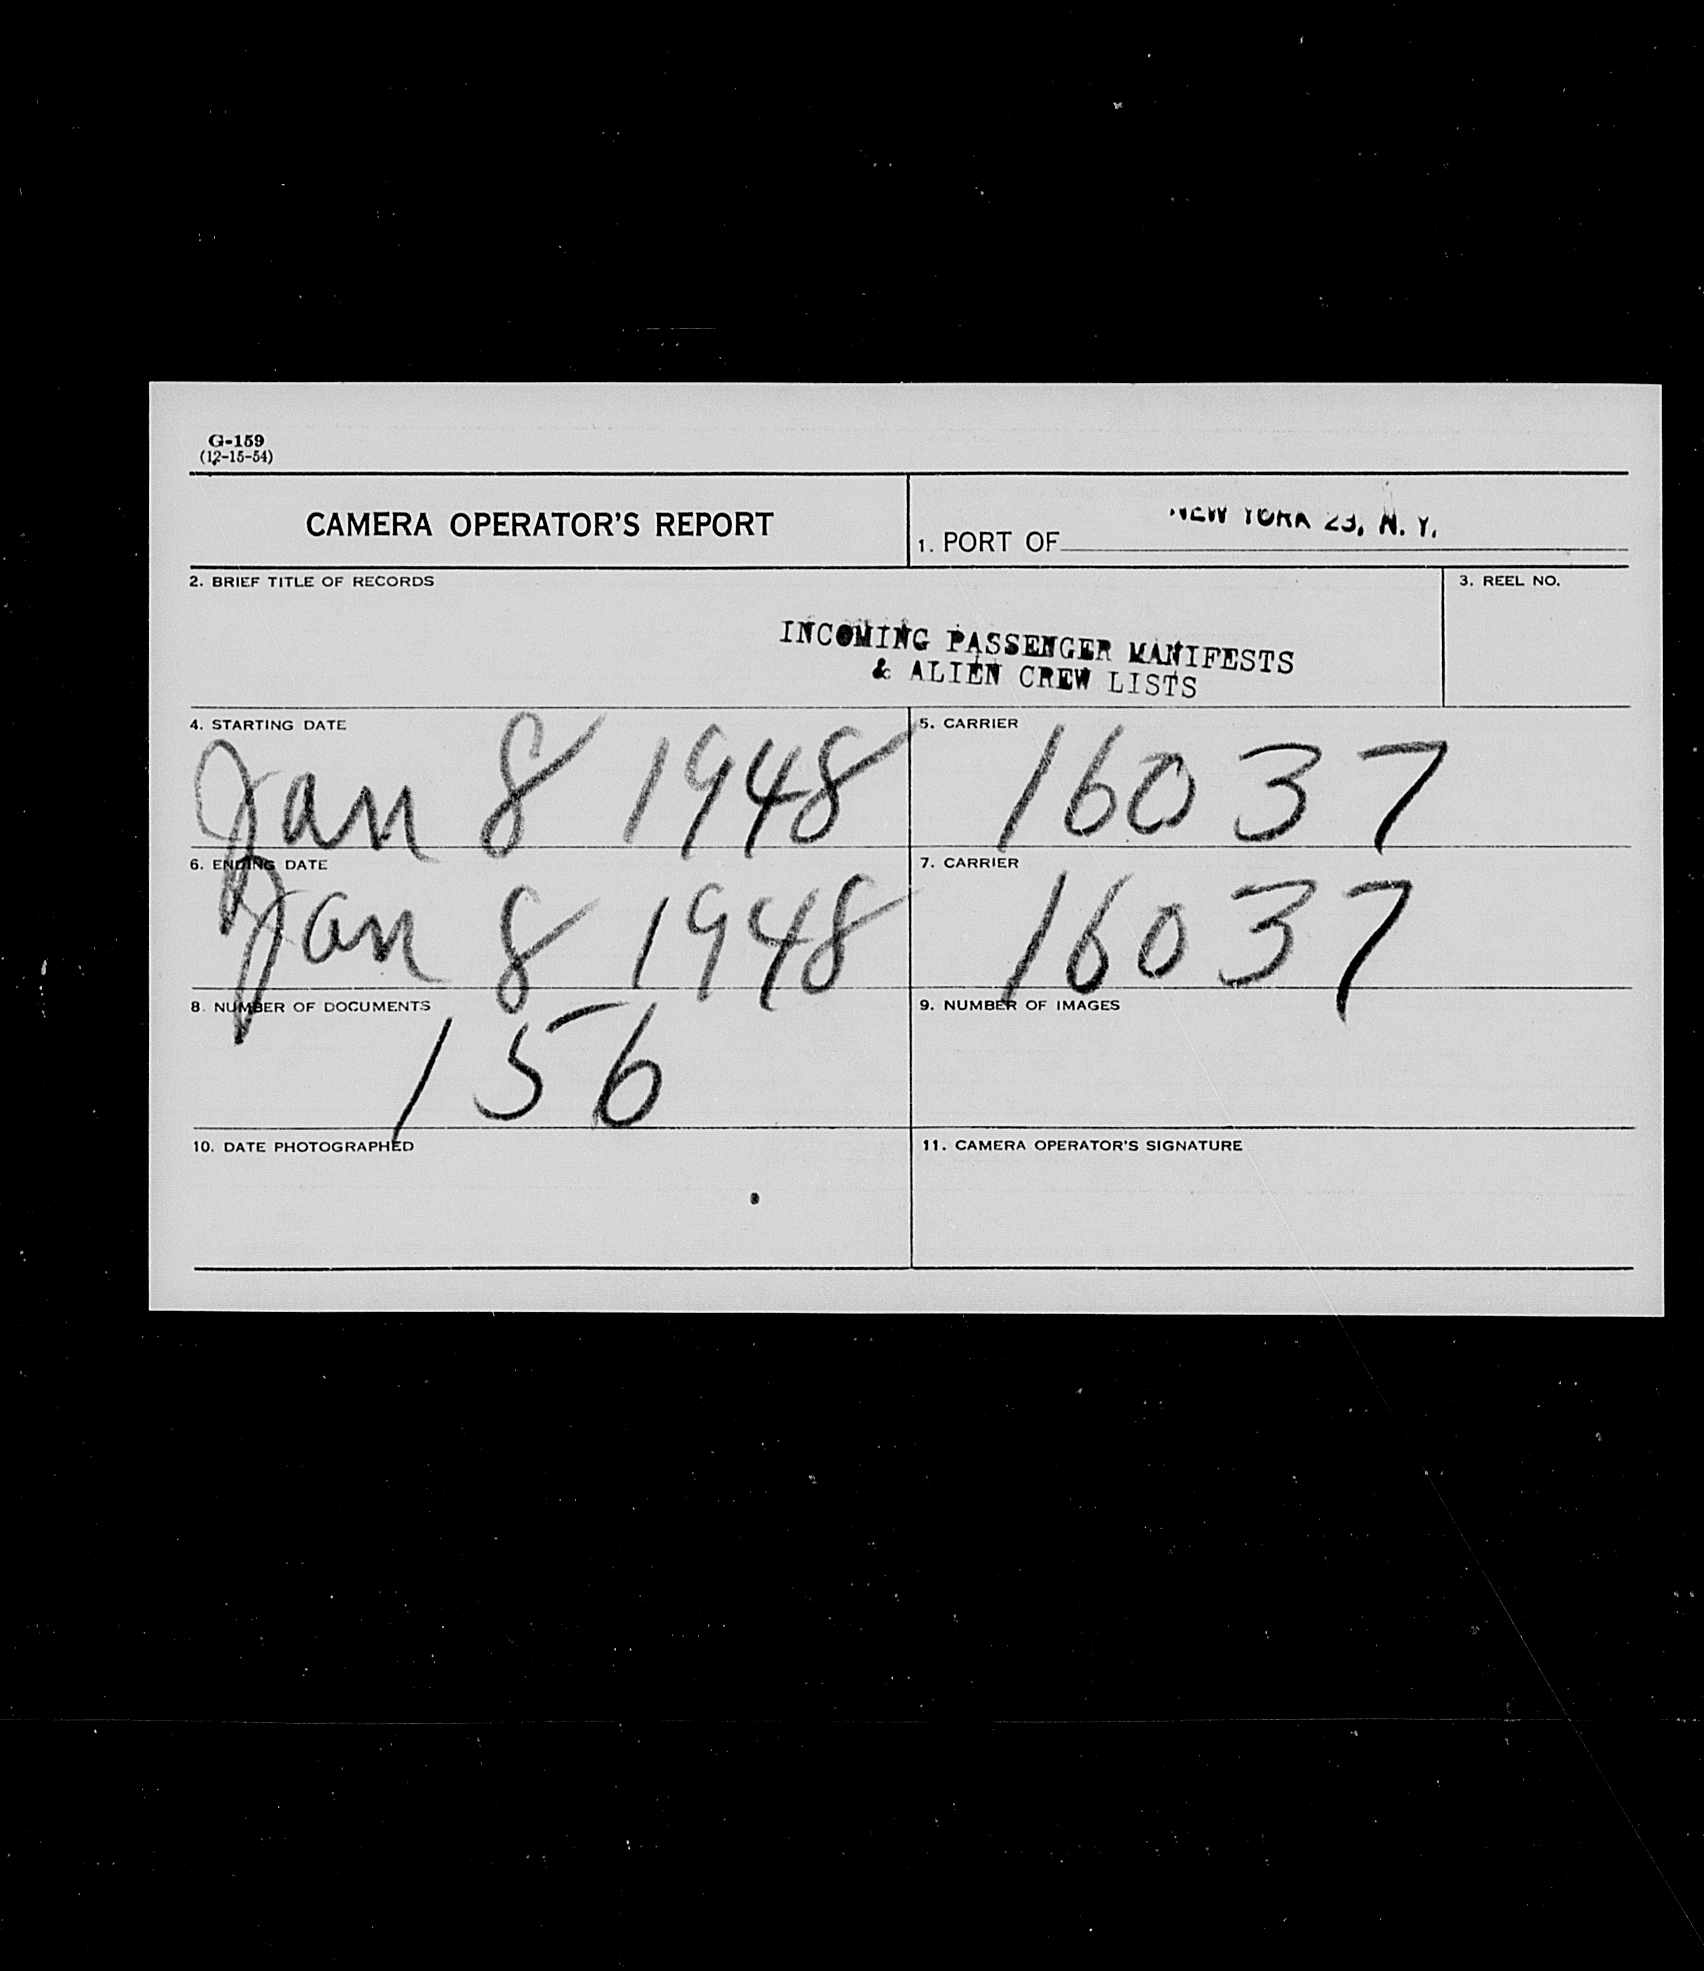 G-159
(12-15-54)
CAMERA OPERATOR'S REPORT
1. PORT OF NEW YORK 23, N. Y.
2. BRIEF TITLE OF RECORDS
3. REEL NO.
INCOMING PASSENGER MANIFESTS
& ALIEN CREW LISTS
4. STARTING DATE
Jan 8 1948
5. CARRIER
16037
6. ENDING DATE
Jan 8 1948
7. CARRIER
16037
8. NUMBER OF DOCUMENTS
156
9. NUMBER OF IMAGES
10. DATE PHOTOGRAPHED
11. CAMERA OPERATOR'S SIGNATURE